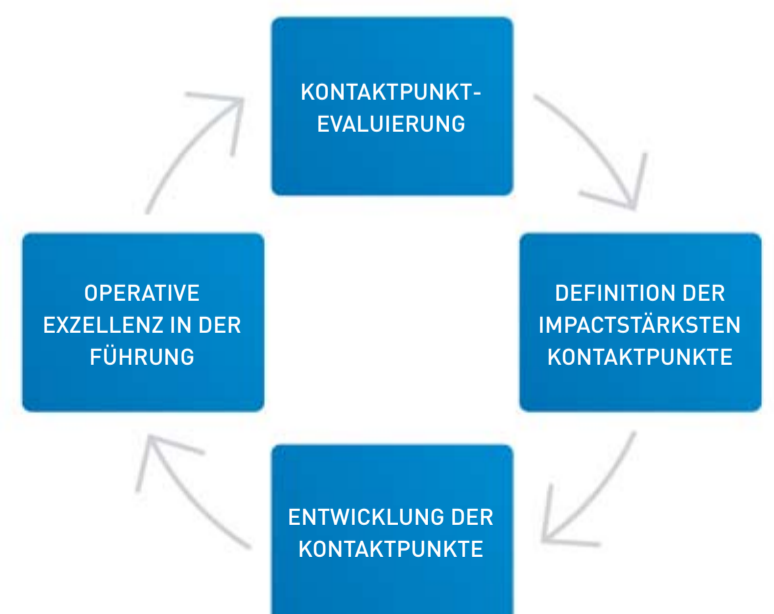 KONTAKTPUNKT-
EVALUIERUNG
DEFINITION DER
IMPACTSTÄRKSTEN
KONTAKTPUNKTE
ENTWICKLUNG DER
KONTAKTPUNKTE
OPERATIVE
EXZELLENZ IN DER
FÜHRUNG